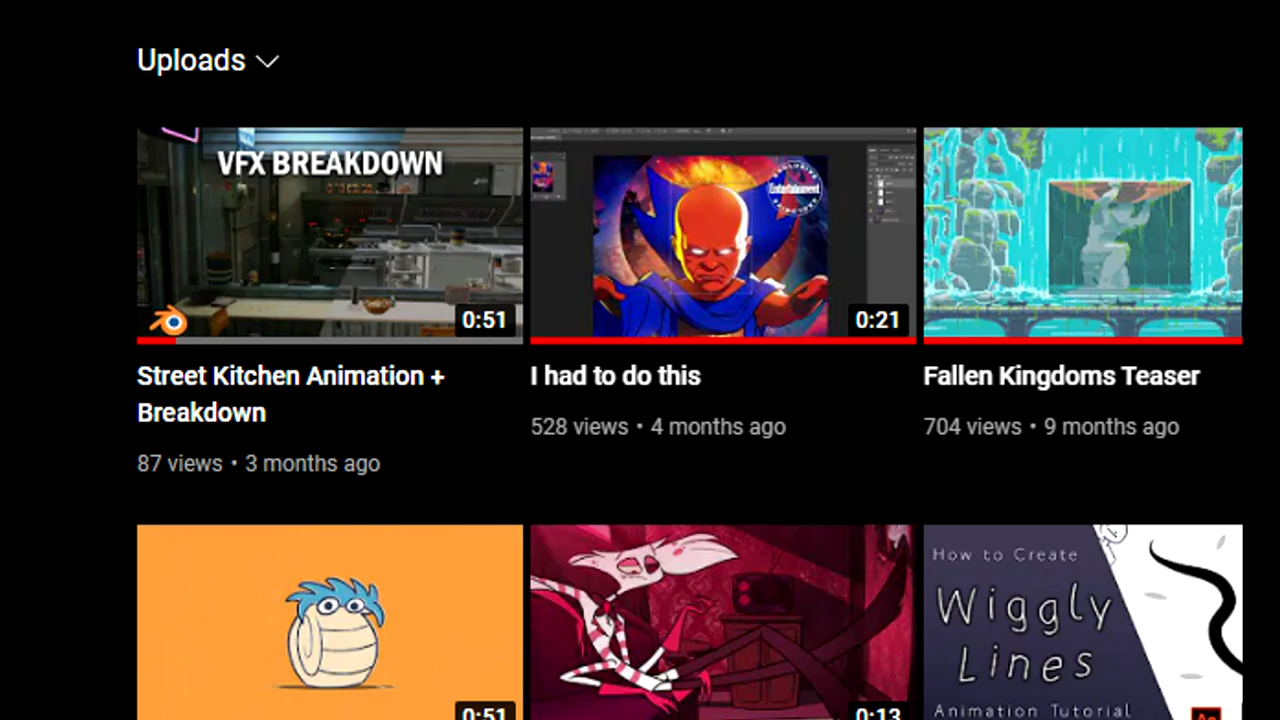 Uploads
VFX BREAKDOWN
Entertainment
0:51
0:21
Street Kitchen Animation +
Breakdown
87 views • 3 months ago
I had to do this
528 views • 4 months ago
Fallen Kingdoms Teaser
704 views • 9 months ago
0:51
0:13
How to Create
Wiggly
Lines
Animation Tutorial
Ae